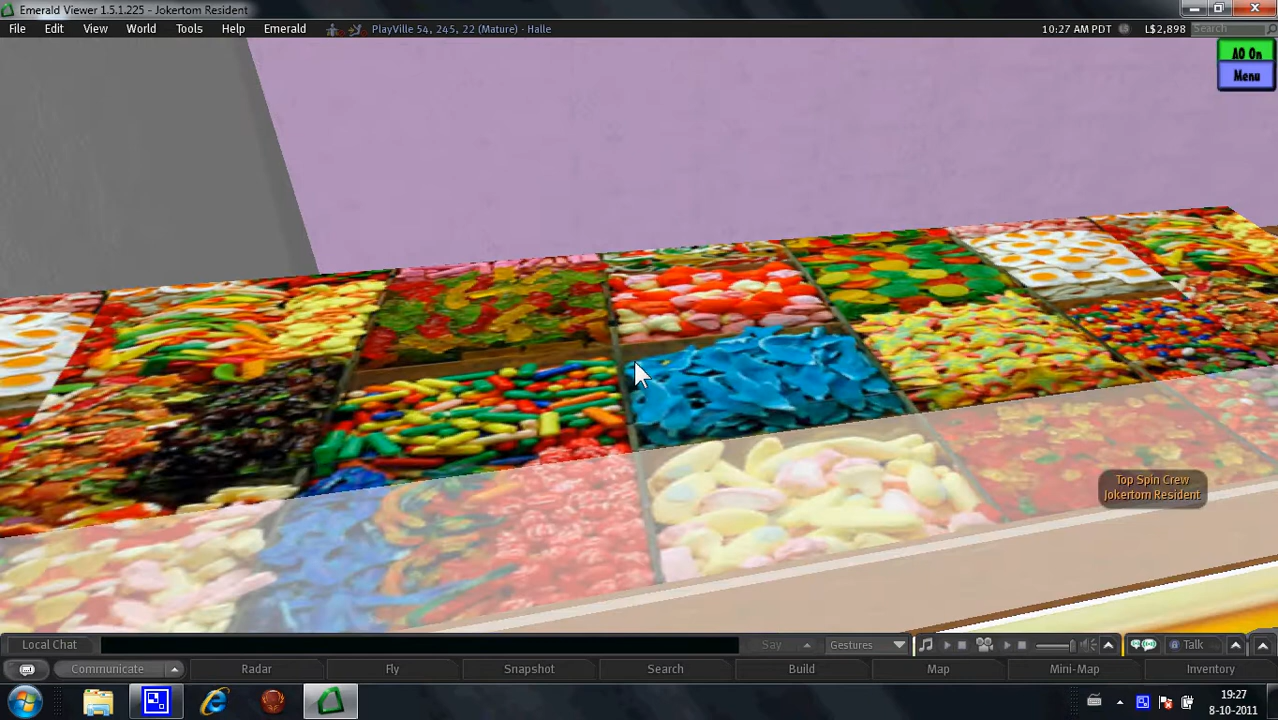 Emerald Viewer 1.5.1.225 - Jokertom Resident
File Edit View World Tools Help Emerald PlayVille 54, 245, 22 (Mature) - Halle 10:27 AM PDT L$2,898 Search
AO On
Menu
Top Spin Crew
Jokertom Resident
Local Chat Say Gestures Talk
Communicate Radar Fly Snapshot Search Build Map Mini-Map Inventory
19:27
8-10-2011